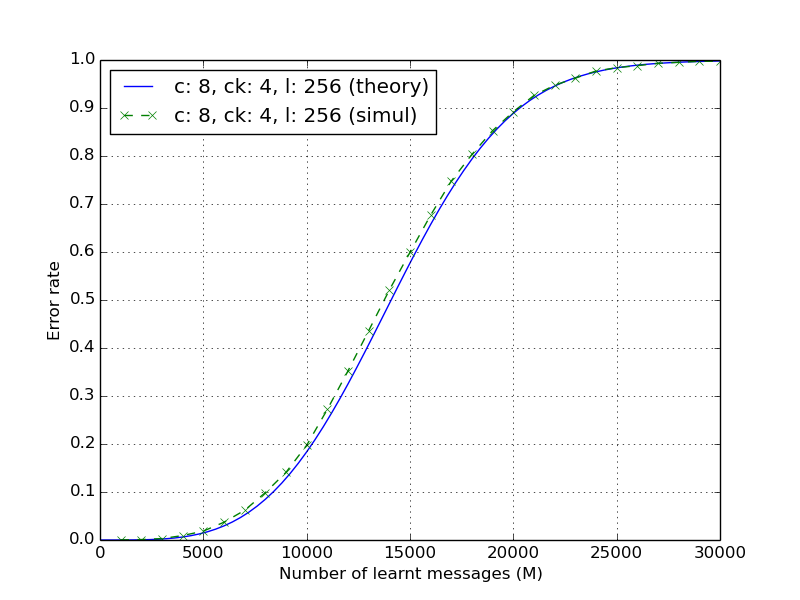 1.0
0.9
0.8
0.7
0.6
0.5
0.4
0.3
0.2
0.1
0.0
Error rate
c: 8, ck: 4, l: 256 (theory)
c: 8, ck: 4, l: 256 (simul)
0 5000 10000 15000 20000 25000 30000
Number of learnt messages (M)